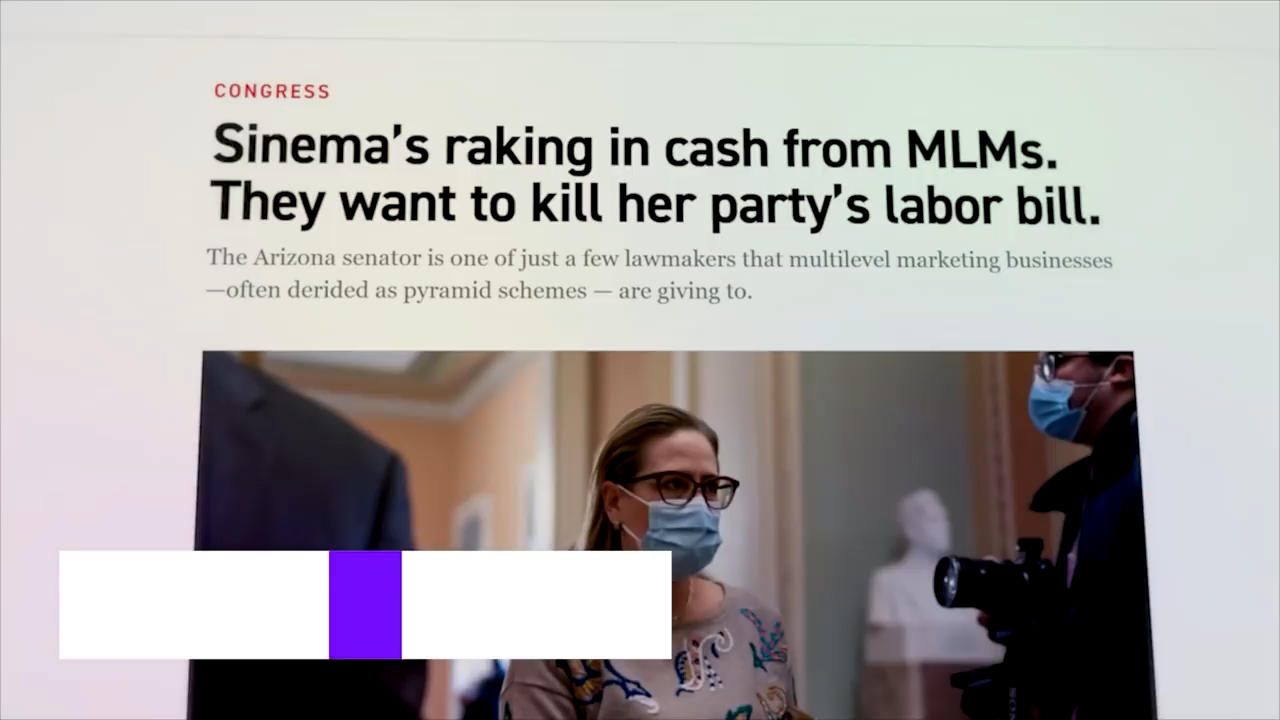 CONGRESS
Sinema’s raking in cash from MLMs.
They want to kill her party’s labor bill.
The Arizona senator is one of just a few lawmakers that multilevel marketing businesses
—often derided as pyramid schemes — are giving to.
SON